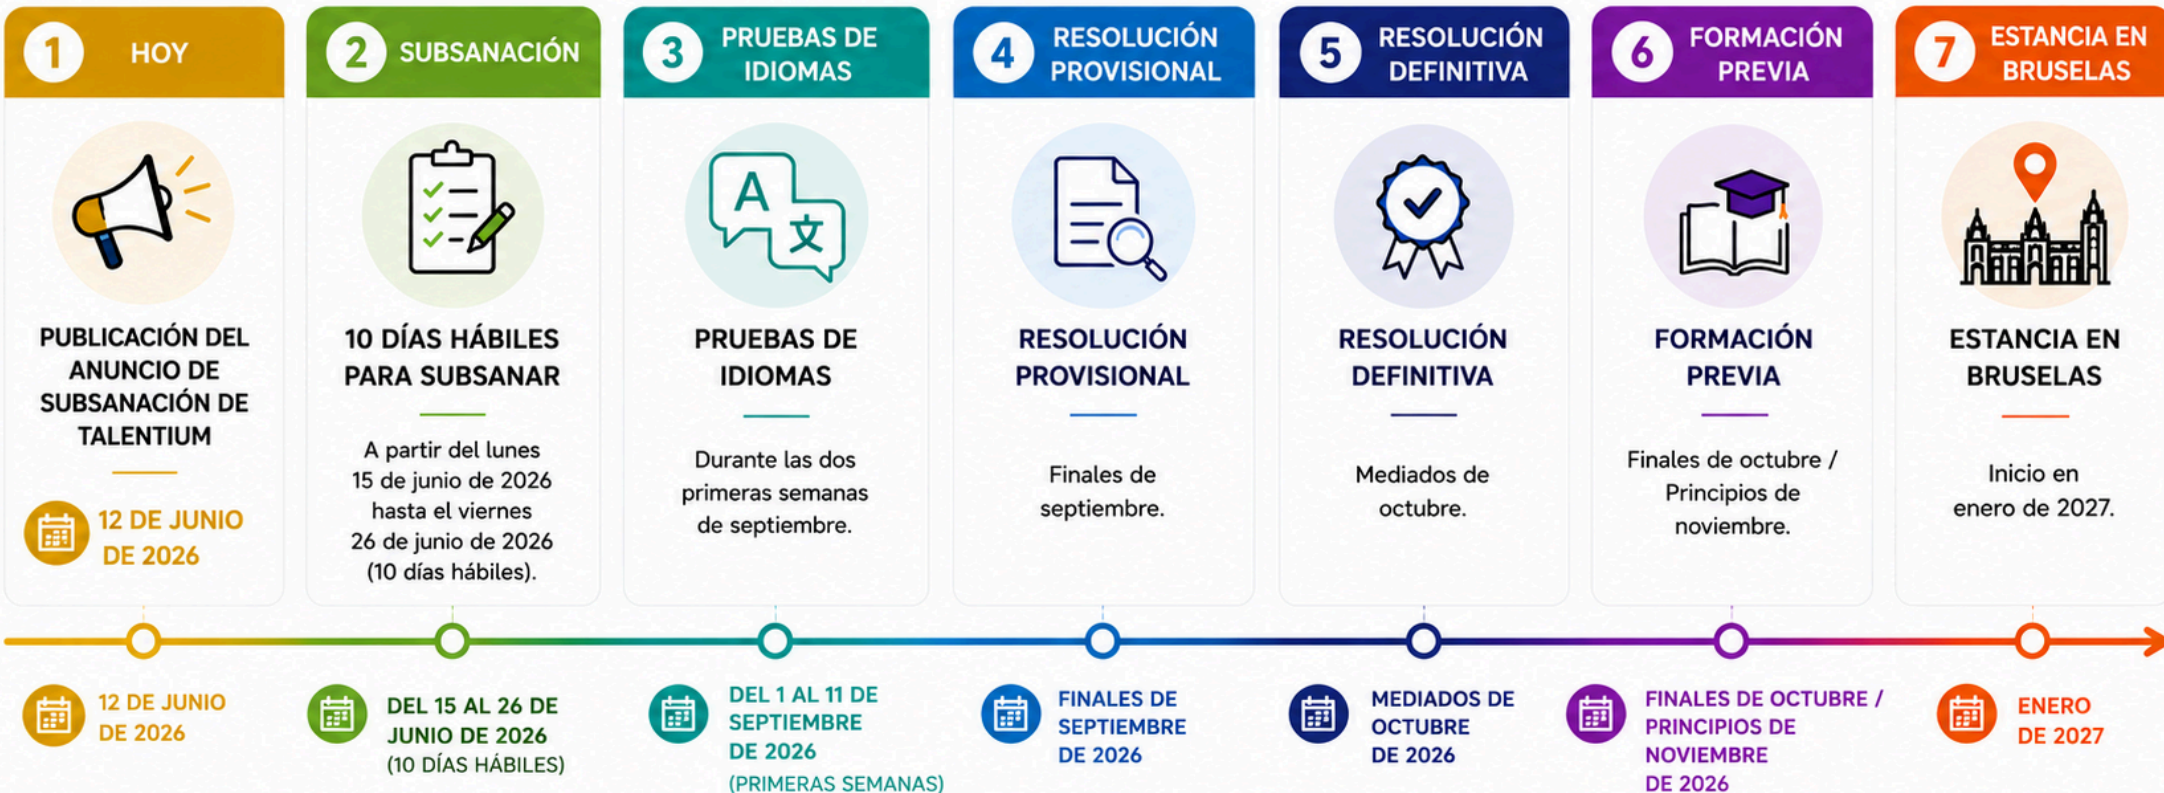 1 HOY
PUBLICACIÓN DEL
ANUNCIO DE
SUBSANACIÓN DE
TALENTIUM
12 DE JUNIO
DE 2026
2 SUBSANACIÓN
10 DÍAS HÁBILES
PARA SUBSANAR
A partir del lunes
15 de junio de 2026
hasta el viernes
26 de junio de 2026
(10 días hábiles).
3 PRUEBAS DE
IDIOMAS
A 文
PRUEBAS DE
IDIOMAS
Durante las dos
primeras semanas
de septiembre.
4 RESOLUCIÓN
PROVISIONAL
RESOLUCIÓN
PROVISIONAL
Finales de
septiembre.
5 RESOLUCIÓN
DEFINITIVA
RESOLUCIÓN
DEFINITIVA
Mediados de
octubre.
6 FORMACIÓN
PREVIA
FORMACIÓN
PREVIA
Finales de octubre /
Principios de
noviembre.
7 ESTANCIA EN
BRUSELAS
ESTANCIA EN
BRUSELAS
Inicio en
enero de 2027.
12 DE JUNIO
DE 2026
DEL 15 AL 26 DE
JUNIO DE 2026
(10 DÍAS HÁBILES)
DEL 1 AL 11 DE
SEPTIEMBRE
DE 2026
(PRIMERAS SEMANAS)
FINALES DE
SEPTIEMBRE
DE 2026
MEDIADOS DE
OCTUBRE
DE 2026
FINALES DE OCTUBRE /
PRINCIPIOS DE
NOVIEMBRE
DE 2026
ENERO
DE 2027